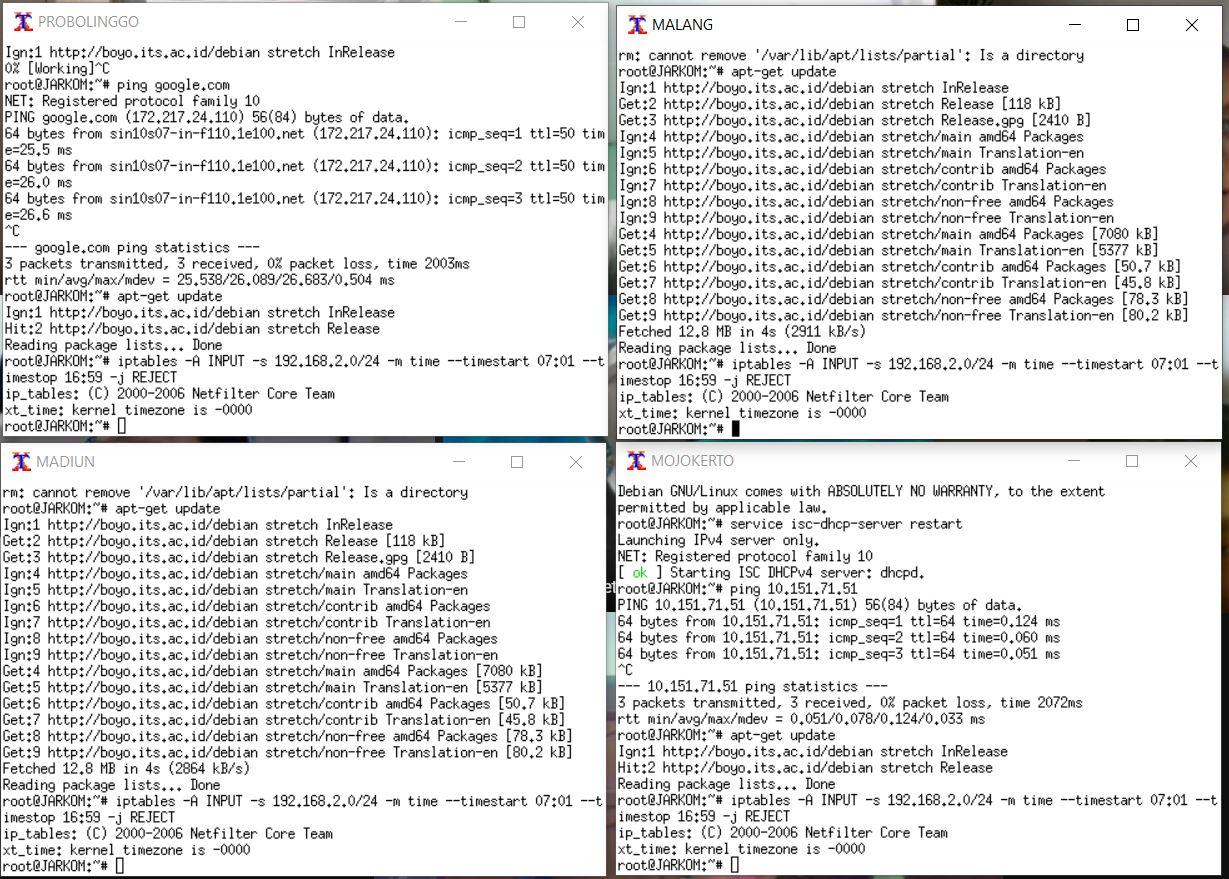 PROBOLINGGO
Ign:1 http://boyo.its.ac.id/debian stretch InRelease
0% [Working]^C
root@JARKOM:~# ping google.com
NET: Registered protocol family 10
PING google.com (172.217.24.110) 56(84) bytes of data.
64 bytes from sin10s07-in-f110.1e100.net (172.217.24.110): icmp_seq=1 ttl=50 tim
e=25.5 ms
64 bytes from sin10s07-in-f110.1e100.net (172.217.24.110): icmp_seq=2 ttl=50 tim
e=26.0 ms
64 bytes from sin10s07-in-f110.1e100.net (172.217.24.110): icmp_seq=3 ttl=50 tim
e=26.6 ms
^C
--- google.com ping statistics ---
3 packets transmitted, 3 received, 0% packet loss, time 2003ms
rtt min/avg/max/mdev = 25.538/26.089/26.683/0.504 ms
root@JARKOM:~# apt-get update
Ign:1 http://boyo.its.ac.id/debian stretch InRelease
Hit:2 http://boyo.its.ac.id/debian stretch Release
Reading package lists... Done
root@JARKOM:~# iptables -A INPUT -s 192.168.2.0/24 -m time --timestart 07:01 --t
imestop 16:59 -j REJECT
ip_tables: (C) 2000-2006 Netfilter Core Team
xt_time: kernel timezone is -0000
root@JARKOM:~#
MALANG
rm: cannot remove '/var/lib/apt/lists/partial': Is a directory
root@JARKOM:~# apt-get update
Ign:1 http://boyo.its.ac.id/debian stretch InRelease
Get:2 http://boyo.its.ac.id/debian stretch Release [118 kB]
Get:3 http://boyo.its.ac.id/debian stretch Release.gpg [2410 B]
Ign:4 http://boyo.its.ac.id/debian stretch/main amd64 Packages
Ign:5 http://boyo.its.ac.id/debian stretch/main Translation-en
Ign:6 http://boyo.its.ac.id/debian stretch/contrib amd64 Packages
Ign:7 http://boyo.its.ac.id/debian stretch/contrib Translation-en
Ign:8 http://boyo.its.ac.id/debian stretch/non-free amd64 Packages
Ign:9 http://boyo.its.ac.id/debian stretch/non-free Translation-en
Get:4 http://boyo.its.ac.id/debian stretch/main amd64 Packages [7080 kB]
Get:5 http://boyo.its.ac.id/debian stretch/main Translation-en [5377 kB]
Get:6 http://boyo.its.ac.id/debian stretch/contrib amd64 Packages [50.7 kB]
Get:7 http://boyo.its.ac.id/debian stretch/contrib Translation-en [45.8 kB]
Get:8 http://boyo.its.ac.id/debian stretch/non-free amd64 Packages [78.3 kB]
Get:9 http://boyo.its.ac.id/debian stretch/non-free Translation-en [80.2 kB]
Fetched 12.8 MB in 4s (2911 kB/s)
Reading package lists... Done
root@JARKOM:~# iptables -A INPUT -s 192.168.2.0/24 -m time --timestart 07:01 --t
imestop 16:59 -j REJECT
ip_tables: (C) 2000-2006 Netfilter Core Team
xt_time: kernel timezone is -0000
root@JARKOM:~#
MADIUN
rm: cannot remove '/var/lib/apt/lists/partial': Is a directory
root@JARKOM:~# apt-get update
Ign:1 http://boyo.its.ac.id/debian stretch InRelease
Get:2 http://boyo.its.ac.id/debian stretch Release [118 kB]
Get:3 http://boyo.its.ac.id/debian stretch Release.gpg [2410 B]
Ign:4 http://boyo.its.ac.id/debian stretch/main amd64 Packages
Ign:5 http://boyo.its.ac.id/debian stretch/main Translation-en
Ign:6 http://boyo.its.ac.id/debian stretch/contrib amd64 Packages
Ign:7 http://boyo.its.ac.id/debian stretch/contrib Translation-en
Ign:8 http://boyo.its.ac.id/debian stretch/non-free amd64 Packages
Ign:9 http://boyo.its.ac.id/debian stretch/non-free Translation-en
Get:4 http://boyo.its.ac.id/debian stretch/main amd64 Packages [7080 kB]
Get:5 http://boyo.its.ac.id/debian stretch/main Translation-en [5377 kB]
Get:6 http://boyo.its.ac.id/debian stretch/contrib amd64 Packages [50.7 kB]
Get:7 http://boyo.its.ac.id/debian stretch/contrib Translation-en [45.8 kB]
Get:8 http://boyo.its.ac.id/debian stretch/non-free amd64 Packages [78.3 kB]
Get:9 http://boyo.its.ac.id/debian stretch/non-free Translation-en [80.2 kB]
Fetched 12.8 MB in 4s (2864 kB/s)
Reading package lists... Done
root@JARKOM:~# iptables -A INPUT -s 192.168.2.0/24 -m time --timestart 07:01 --t
imestop 16:59 -j REJECT
ip_tables: (C) 2000-2006 Netfilter Core Team
xt_time: kernel timezone is -0000
root@JARKOM:~#
MOJOKERTO
Debian GNU/Linux comes with ABSOLUTELY NO WARRANTY, to the extent
permitted by applicable law.
root@JARKOM:~# service isc-dhcp-server restart
Launching IPv4 server only.
NET: Registered protocol family 10
[ ok ] Starting ISC DHCPv4 server: dhcpd.
root@JARKOM:~# ping 10.151.71.51
PING 10.151.71.51 (10.151.71.51) 56(84) bytes of data.
64 bytes from 10.151.71.51: icmp_seq=1 ttl=64 time=0.124 ms
64 bytes from 10.151.71.51: icmp_seq=2 ttl=64 time=0.060 ms
64 bytes from 10.151.71.51: icmp_seq=3 ttl=64 time=0.051 ms
^C
--- 10.151.71.51 ping statistics ---
3 packets transmitted, 3 received, 0% packet loss, time 2072ms
rtt min/avg/max/mdev = 0.051/0.078/0.124/0.033 ms
root@JARKOM:~# apt-get update
Ign:1 http://boyo.its.ac.id/debian stretch InRelease
Hit:2 http://boyo.its.ac.id/debian stretch Release
Reading package lists... Done
root@JARKOM:~# iptables -A INPUT -s 192.168.2.0/24 -m time --timestart 07:01 --t
imestop 16:59 -j REJECT
ip_tables: (C) 2000-2006 Netfilter Core Team
xt_time: kernel timezone is -0000
root@JARKOM:~#